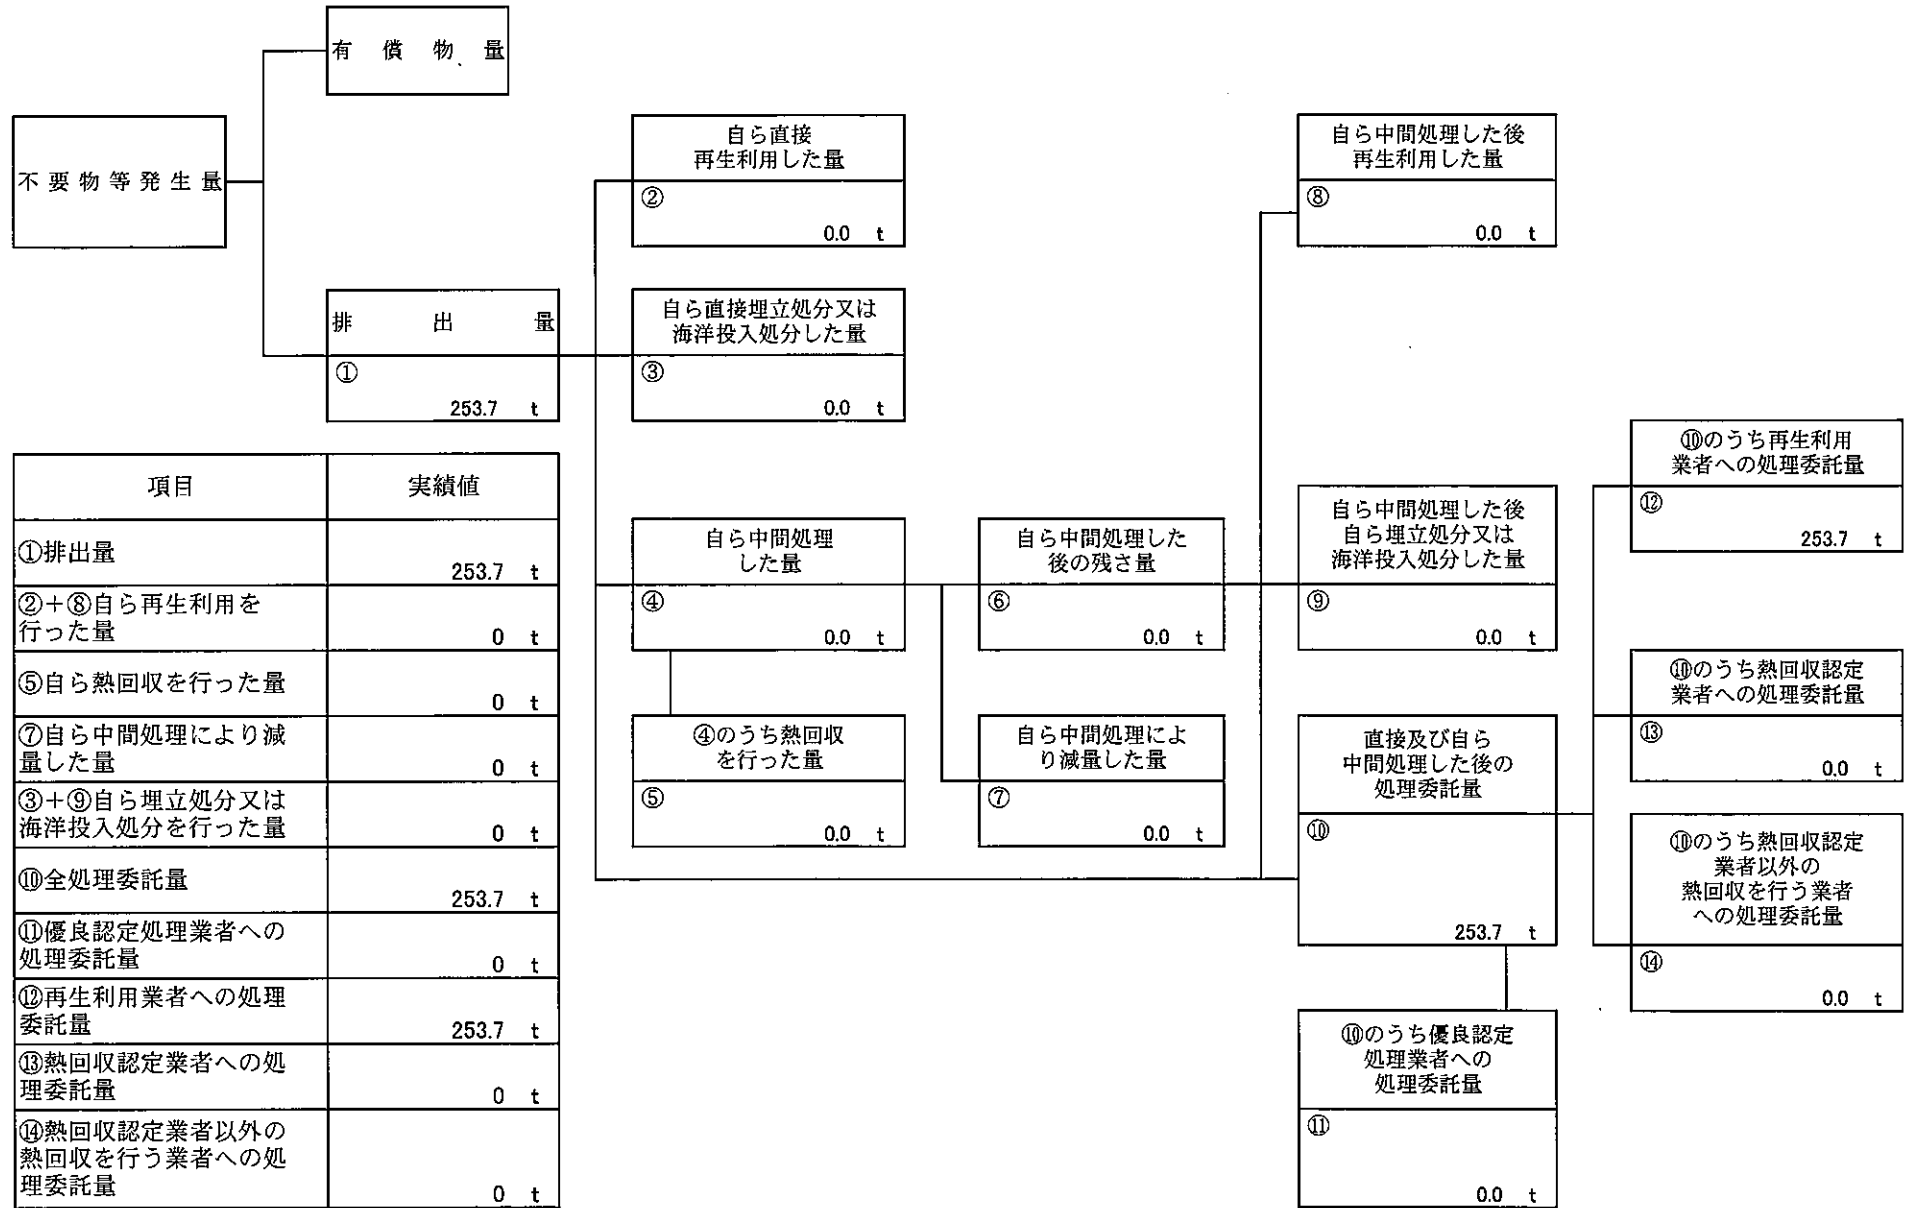 有償物量
不要物等発生量
排出量
①
253.7 t
自ら直接
再生利用した量
②
0.0 t
自ら直接埋立処分又は
海洋投入処分した量
③
0.0 t
自ら中間処理
した量
④
0.0 t
④のうち熱回収
を行った量
⑤
0.0 t
自ら中間処理した
後の残さ量
⑥
0.0 t
自ら中間処理によ
り減量した量
⑦
0.0 t
自ら中間処理した後
再生利用した量
⑧
0.0 t
自ら中間処理した後
自ら埋立処分又は
海洋投入処分した量
⑨
0.0 t
直接及び自ら
中間処理した後の
処理委託量
⑩
253.7 t
⑩のうち優良認定
処理業者への
処理委託量
⑪
0.0 t
⑩のうち再生利用
業者への処理委託量
⑫
253.7 t
⑩のうち熱回収認定
業者への処理委託量
⑬
0.0 t
⑩のうち熱回収認定
業者以外の
熱回収を行う業者
への処理委託量
⑭
0.0 t
項目 実績値
①排出量
253.7 t
②+⑧自ら再生利用を
行った量
0 t
⑤自ら熱回収を行った量
0 t
⑦自ら中間処理により減
量した量
0 t
③+⑨自ら埋立処分又は
海洋投入処分を行った量
0 t
⑩全処理委託量
253.7 t
⑪優良認定処理業者への
処理委託量
0 t
⑫再生利用業者への処理
委託量
253.7 t
⑬熱回収認定業者への処
理委託量
0 t
⑭熱回収認定業者以外の
熱回収を行う業者への処
理委託量
0 t